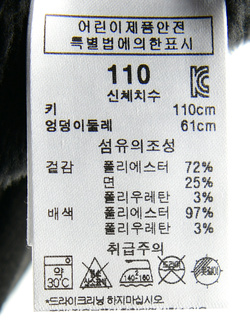 어린이제품안전
특별법에의한표시
110
신체치수
키 110cm
엉덩이둘레 61cm
섬유의조성
겉감 폴리에스터 72%
면 25%
폴리우레탄 3%
배색 폴리에스터 97%
폴리우레탄 3%
취급주의
약
30℃
140-160
*드라이크리닝 하지마십시오